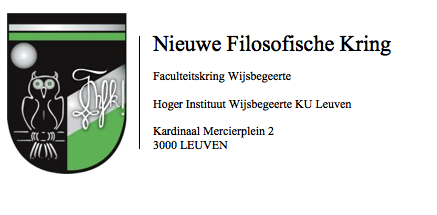 Nieuwe Filosofische Kring
Faculteitskring Wijsbegeerte
Hoger Instituut Wijsbegeerte KU Leuven
Kardinaal Mercierplein 2
3000 LEUVEN